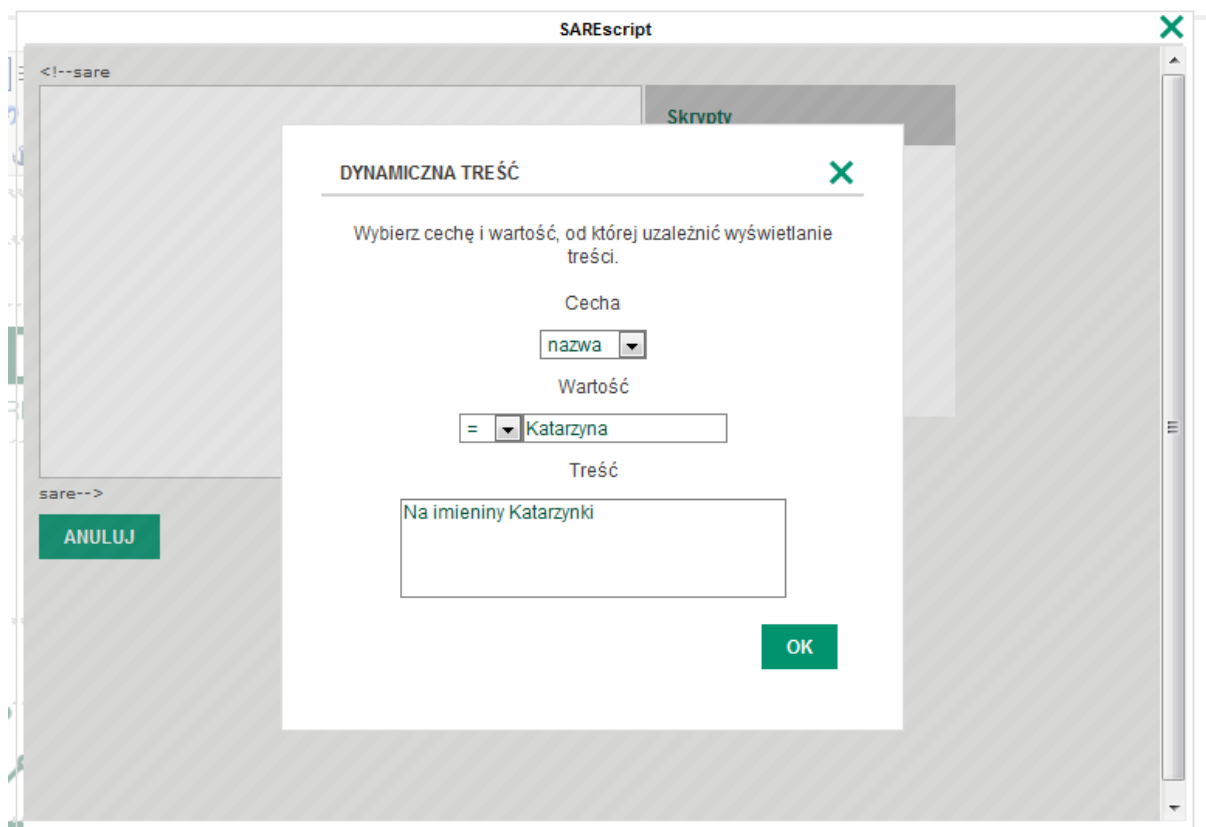 SAREscript
<!--sare
Skrypty
DYNAMICZNA TREŚĆ
Wybierz cechę i wartość, od której uzależnić wyświetlanie
treści.
Cecha
nazwa
Wartość
= Katarzyna
Treść
Na imieniny Katarzynki
sare-->
ANULUJ
OK